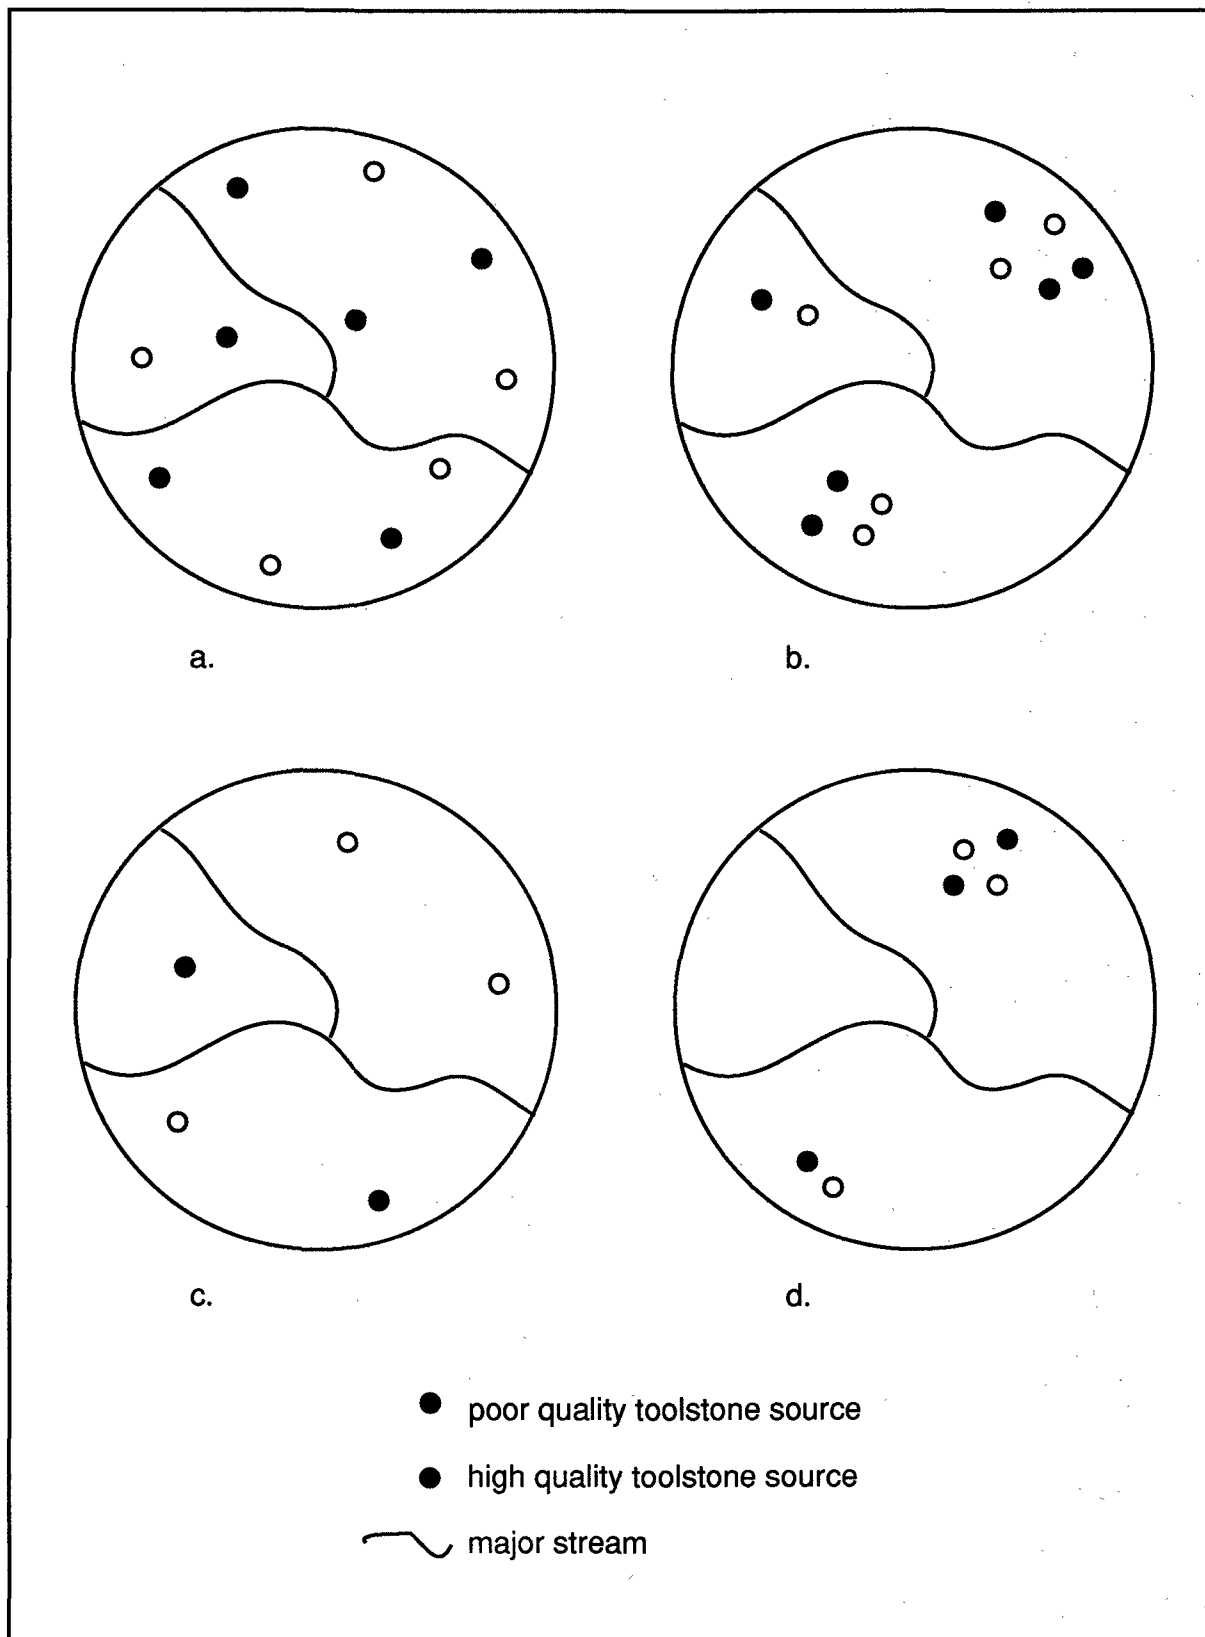 a.
b.
c.
d.
poor quality toolstone source
high quality toolstone source
major stream